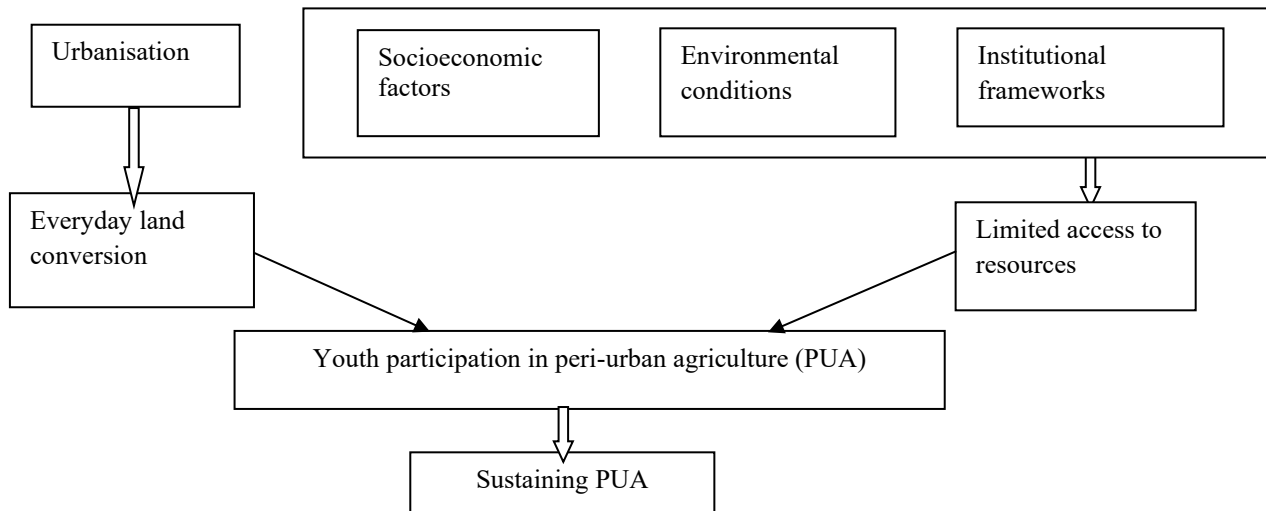 Urbanisation
Socioeconomic
factors
Environmental
conditions
Institutional
frameworks
Everyday land
conversion
Limited access to
resources
Youth participation in peri-urban agriculture (PUA)
Sustaining PUA